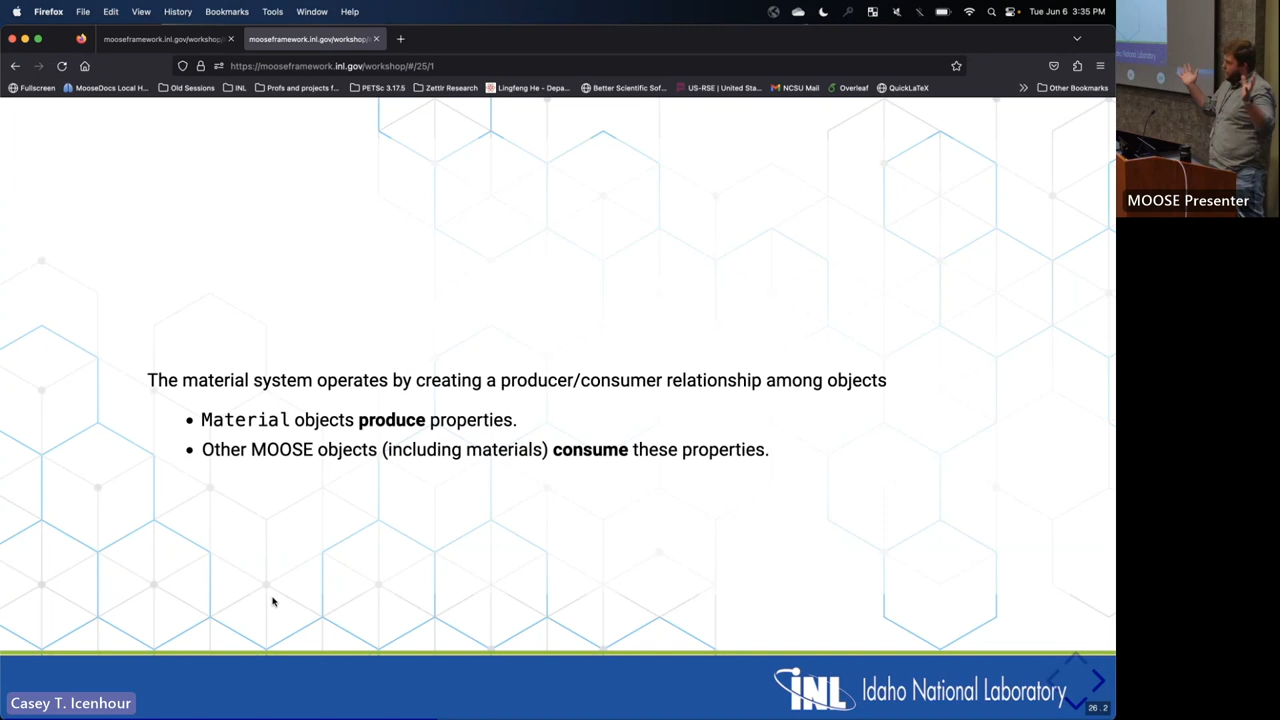 Firefox File Edit View History Bookmarks Tools Window Help Tue Jun 6 3:35 PM
mooseframework.inl.gov/workshop/ mooseframework.inl.gov/workshop/
https://mooseframework.inl.gov/workshop/#/25/1
Fullscreen MooseDocs Local H... Old Sessions INL Profs and projects f... PETSc 3.17.5 Zettlr Research Lingfeng He - Depa... Better Scientific Sof... US-RSE | United Sta... NCSU Mail Overleaf QuickLaTeX Other Bookmarks
MOOSE Presenter
The material system operates by creating a producer/consumer relationship among objects
• Material objects produce properties.
• Other MOOSE objects (including materials) consume these properties.
INL Idaho National Laboratory
Casey T. Icenhour
26.2